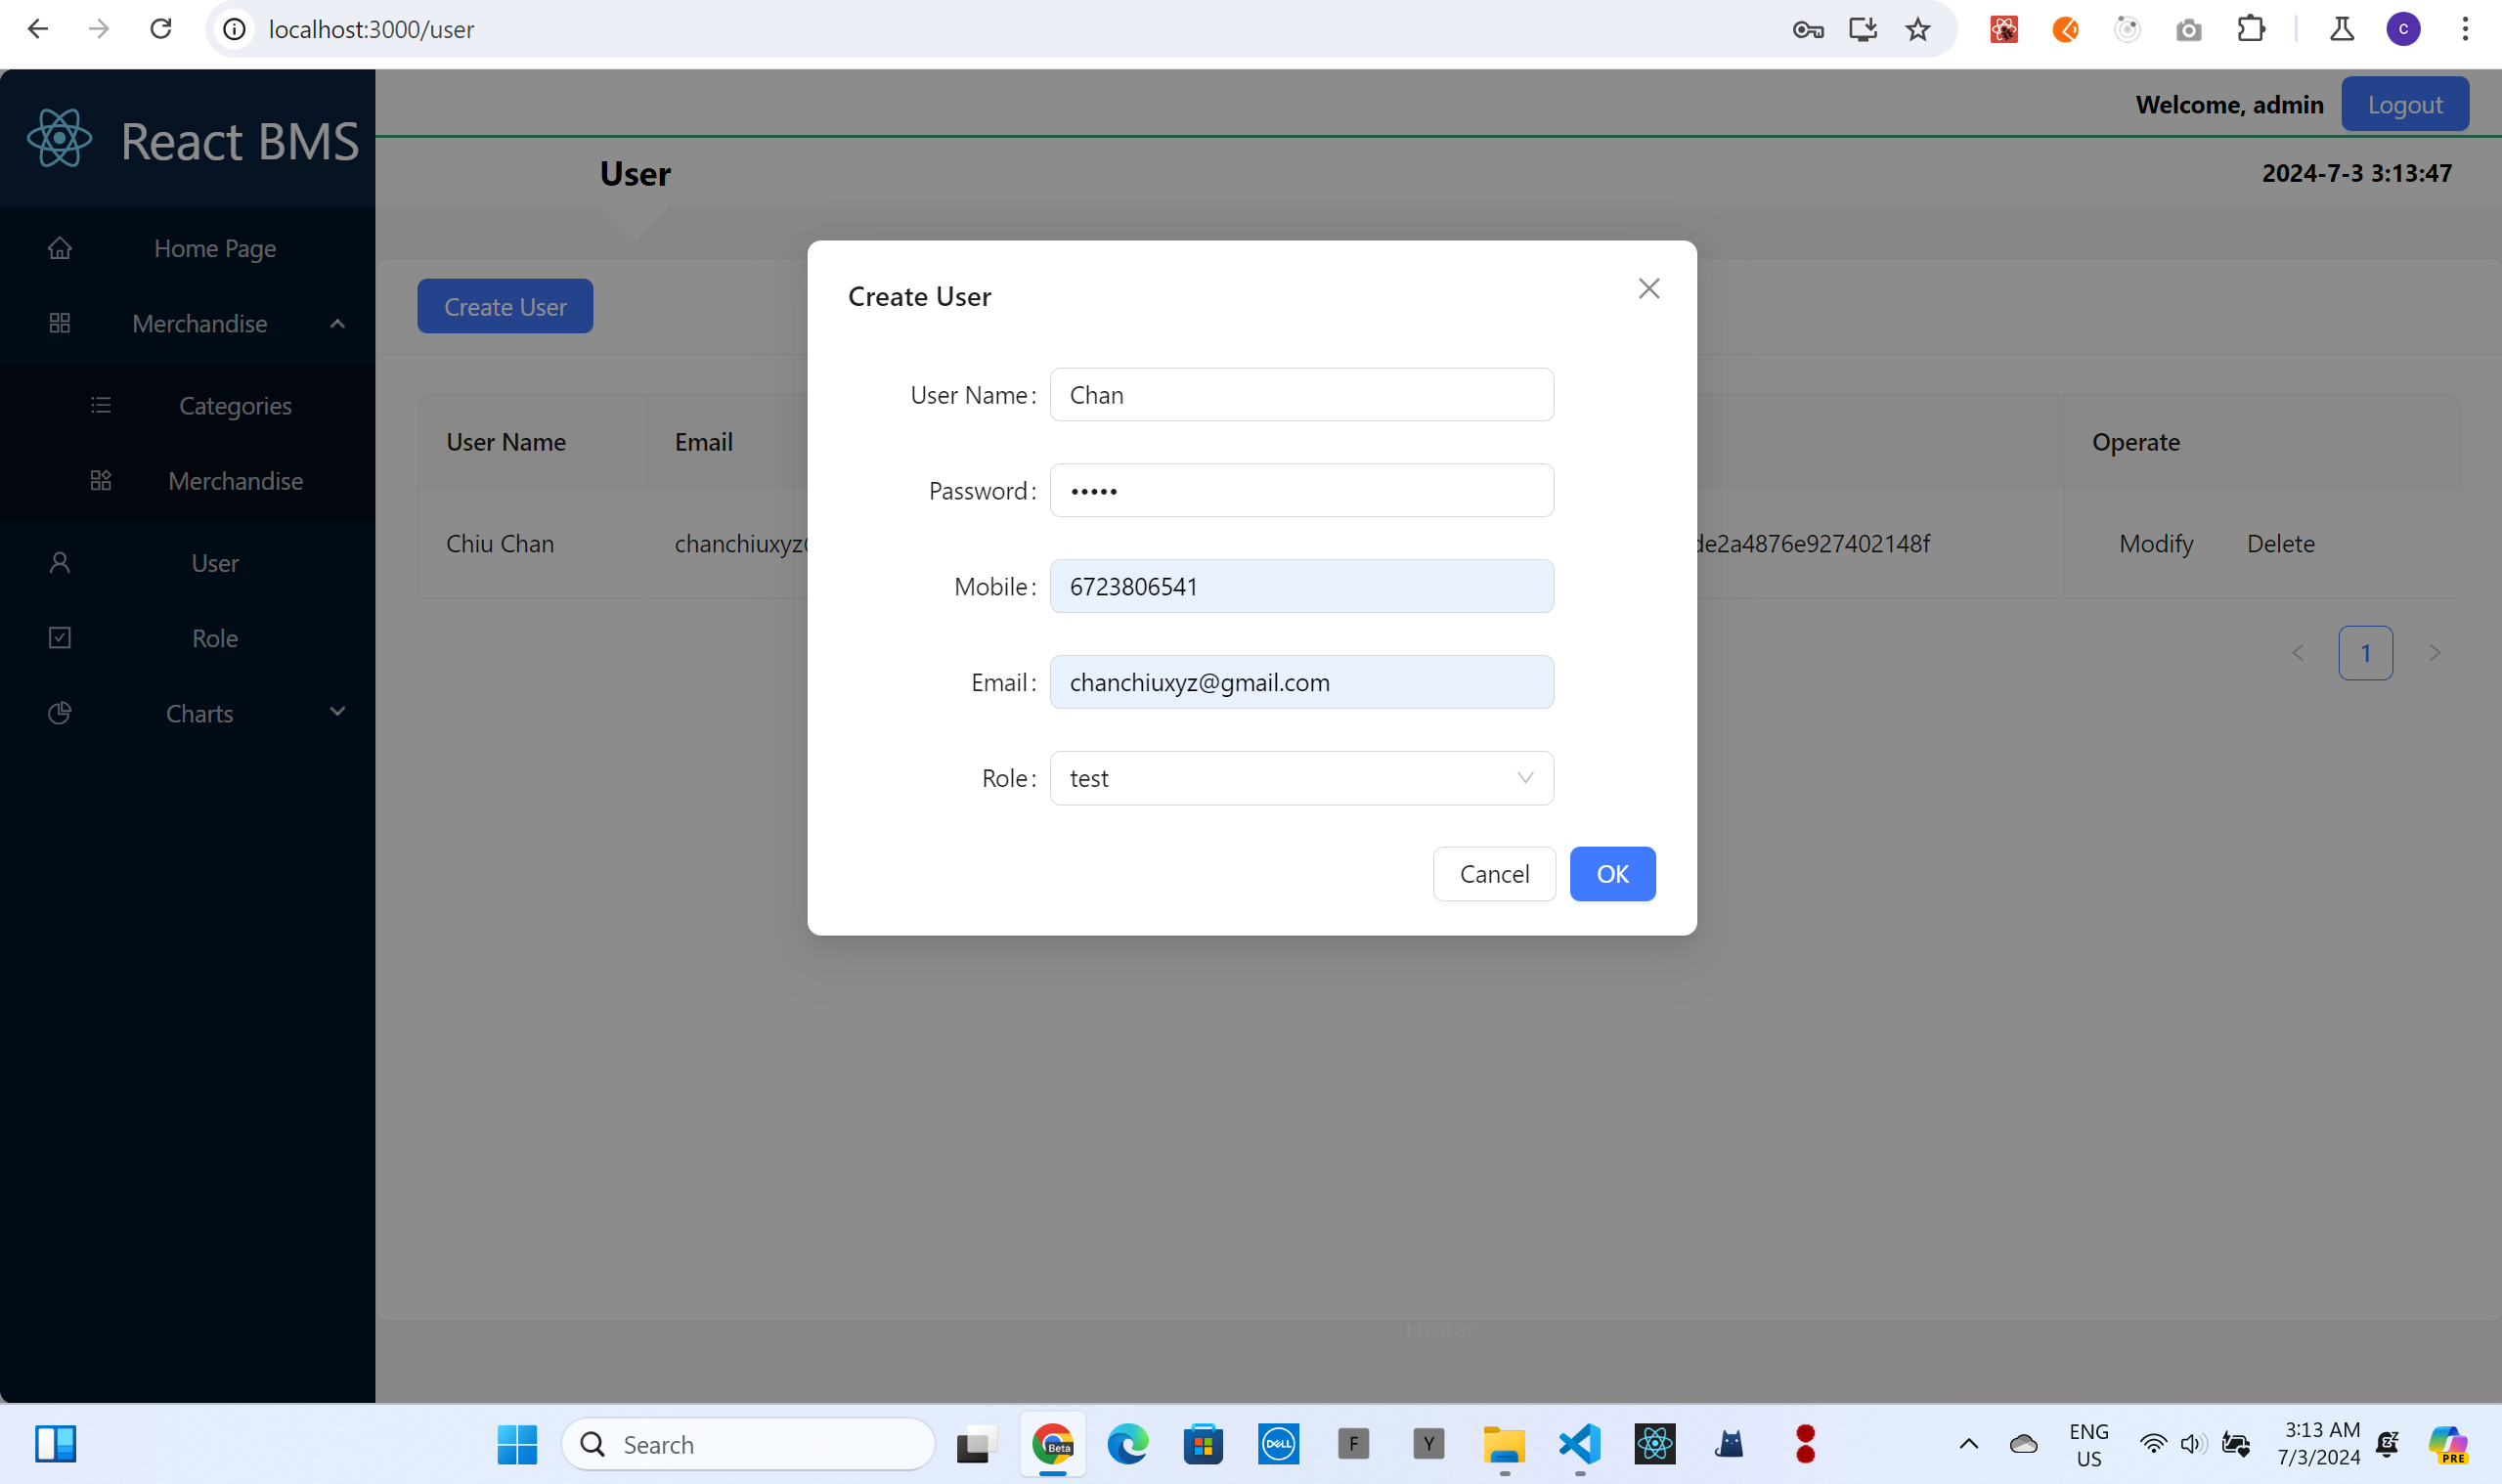 localhost:3000/user
C
React BMS
Welcome, admin
Logout
User
2024-7-3 3:13:47
Home Page
Merchandise
Categories
Merchandise
User
Role
Charts
Create User
User Name
Email
Operate
Chiu Chan
chanchiuxyz
de2a4876e927402148f
Modify
Delete
1
Create User
User Name:
Chan
Password:
•••••
Mobile:
6723806541
Email:
chanchiuxyz@gmail.com
Role:
test
Cancel
OK
Footer
Search
Beta
DELL
F
Y
ENG
US
3:13 AM
7/3/2024
PRE